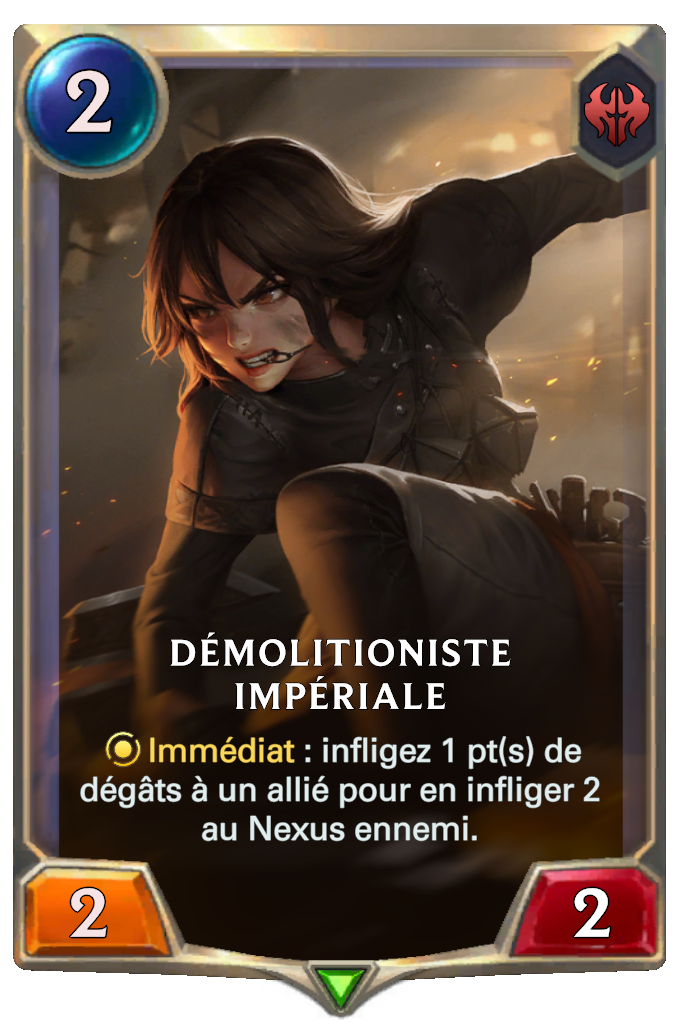 2
DÉMOLITIONISTE
IMPÉRIALE
Immédiat : infligez 1 pt(s) de
dégâts à un allié pour en infliger 2
au Nexus ennemi.
2 2